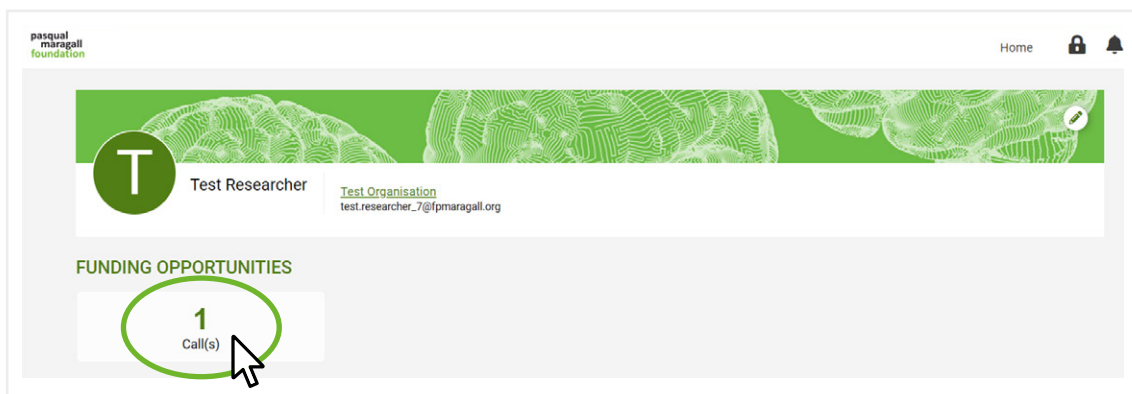 pasqual
maragall
foundation
Home
T
Test Researcher
Test Organisation
test.researcher_7@fpmaragall.org
FUNDING OPPORTUNITIES
1
Call(s)